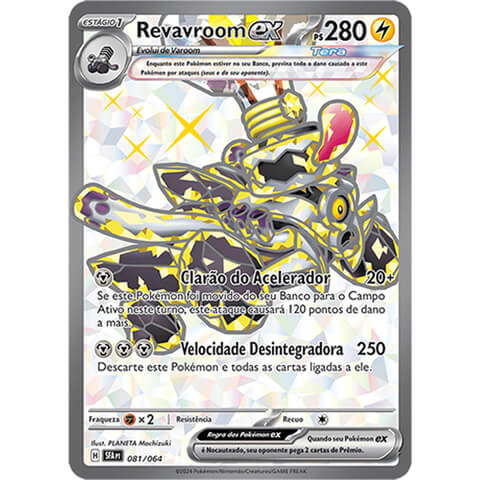 ESTÁGIO 1
Revavroom ex PS 280
Evolui de Varoom
Tera
Enquanto este Pokémon estiver no seu Banco, previna todo o dano causado a este
Pokémon por ataques (seus e do seu oponente).
Clarão do Acelerador 20+
Se este Pokémon foi movido do seu Banco para o Campo
Ativo neste turno, este ataque causará 120 pontos de dano
a mais.
Velocidade Desintegradora 250
Descarte este Pokémon e todas as cartas ligadas a ele.
Fraqueza × 2 Resistência Recuo
Ilust. PLANETA Mochizuki
Regra dos Pokémon ex
Quando seu Pokémon ex
é Nocauteado, seu oponente pega 2 cartas de Prêmio.
H SFA PT 081/064
©2024 Pokémon/Nintendo/Creatures/GAME FREAK